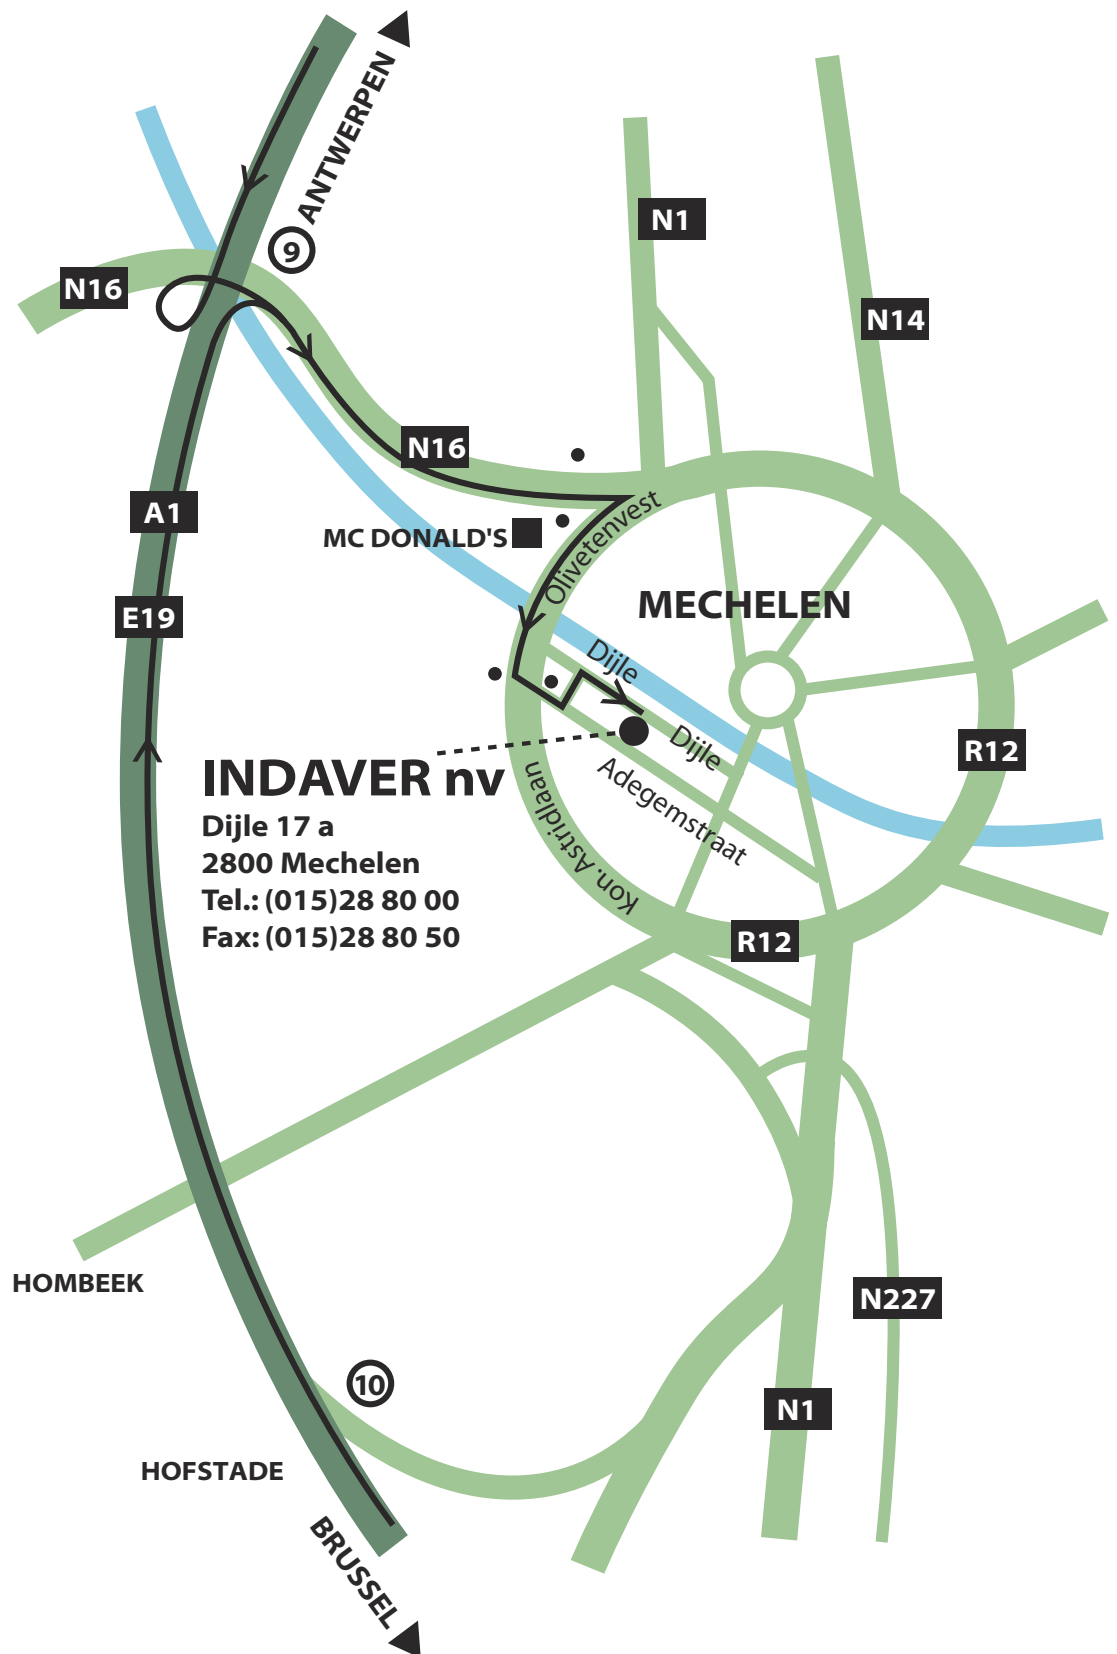 ANTWERPEN
9
N1
N16
N14
N16
A1
MC DONALD'S
Olivetenvest
E19
MECHELEN
Dijle
Dijle
R12
INDAVER nv
Dijle 17 a
2800 Mechelen
Tel.: (015)28 80 00
Fax: (015)28 80 50
Adegemstraat
Kon. Astridlaan
R12
HOMBEEK
N227
10
N1
HOFSTADE
BRUSSEL